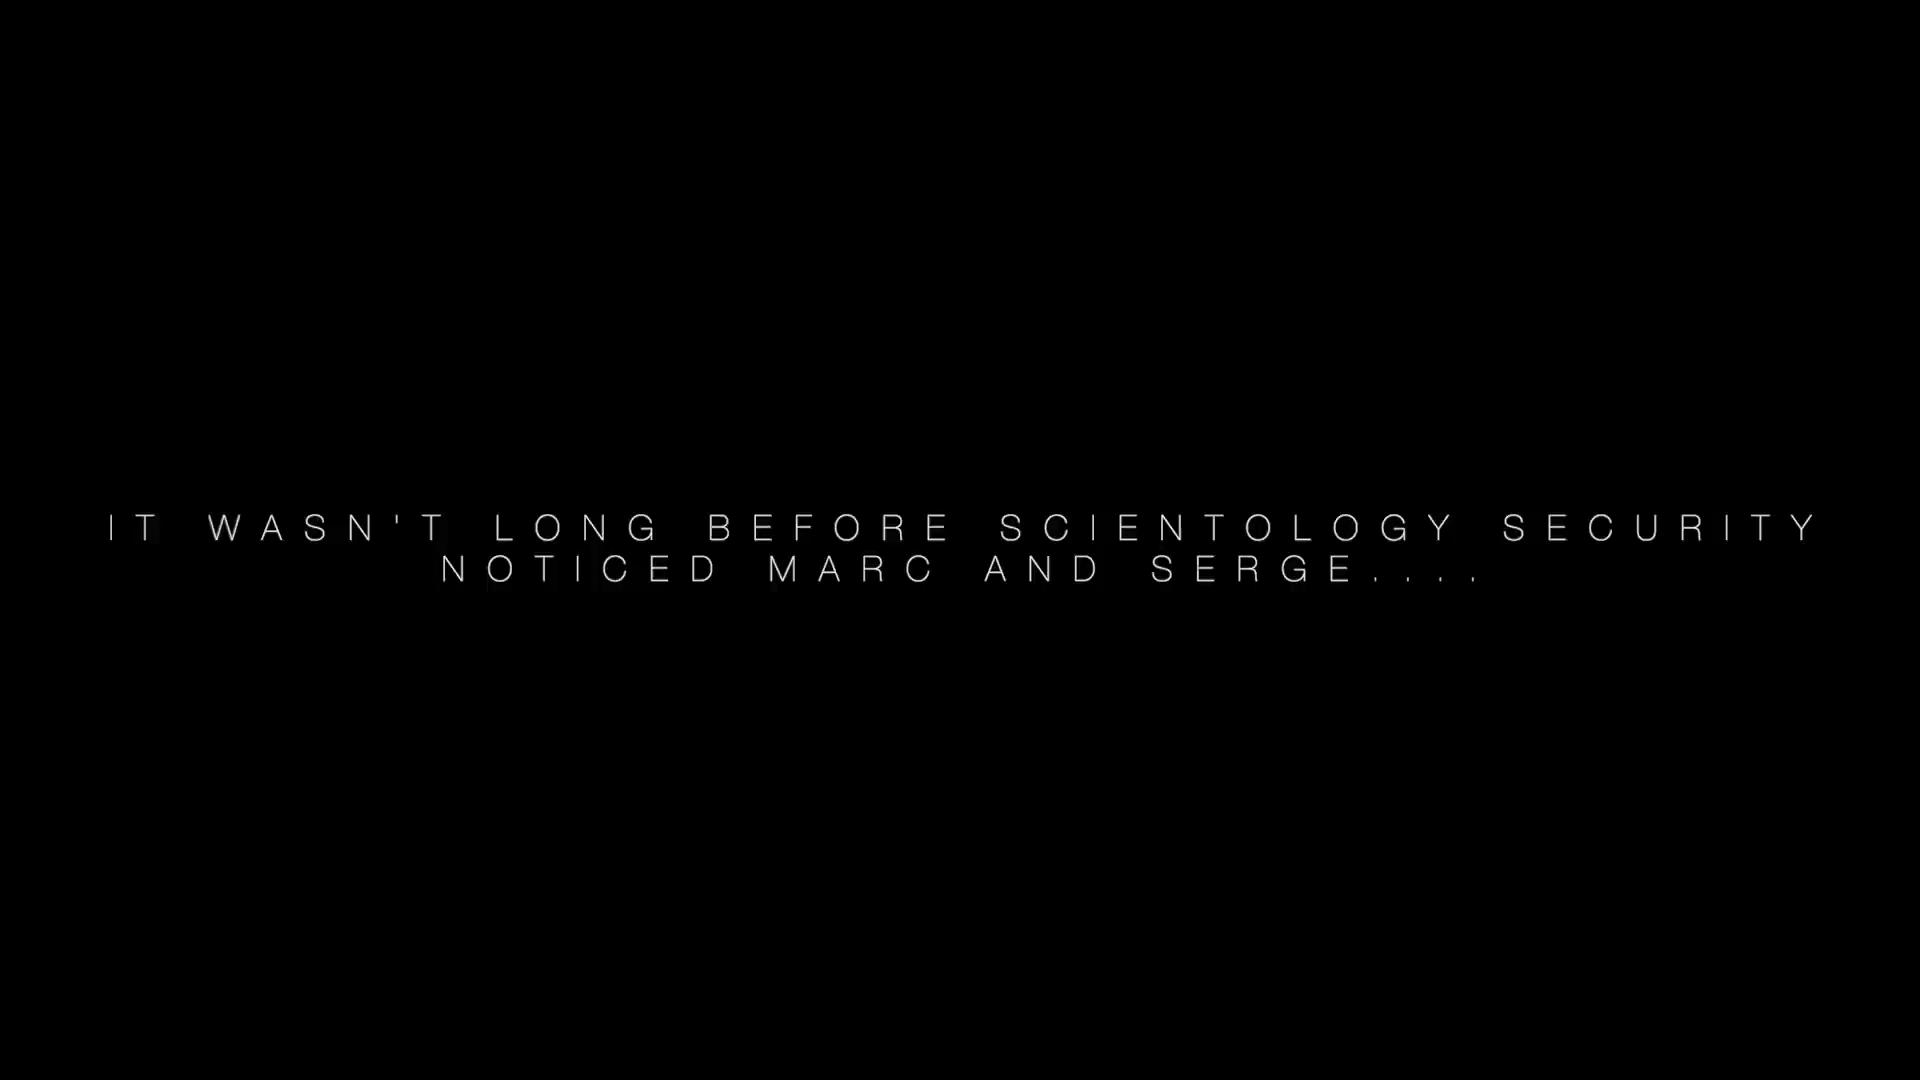 IT WASN'T LONG BEFORE SCIENTOLOGY SECURITY
NOTICED MARC AND SERGE....